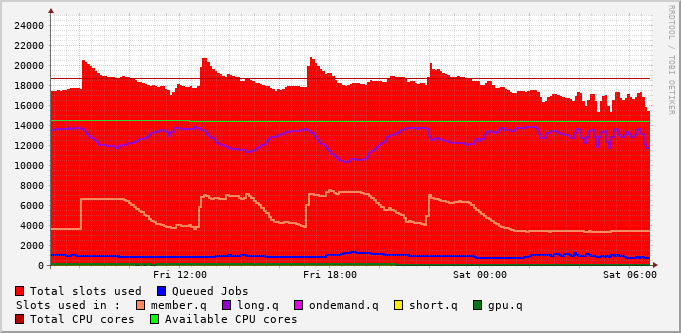 RRDTOOL / TOBI OETIKER
24000
22000
20000
18000
16000
14000
12000
10000
8000
6000
4000
2000
0
Fri 12:00 Fri 18:00 Sat 00:00 Sat 06:00
Total slots used Queued Jobs
Slots used in : member.q long.q ondemand.q short.q gpu.q
Total CPU cores Available CPU cores